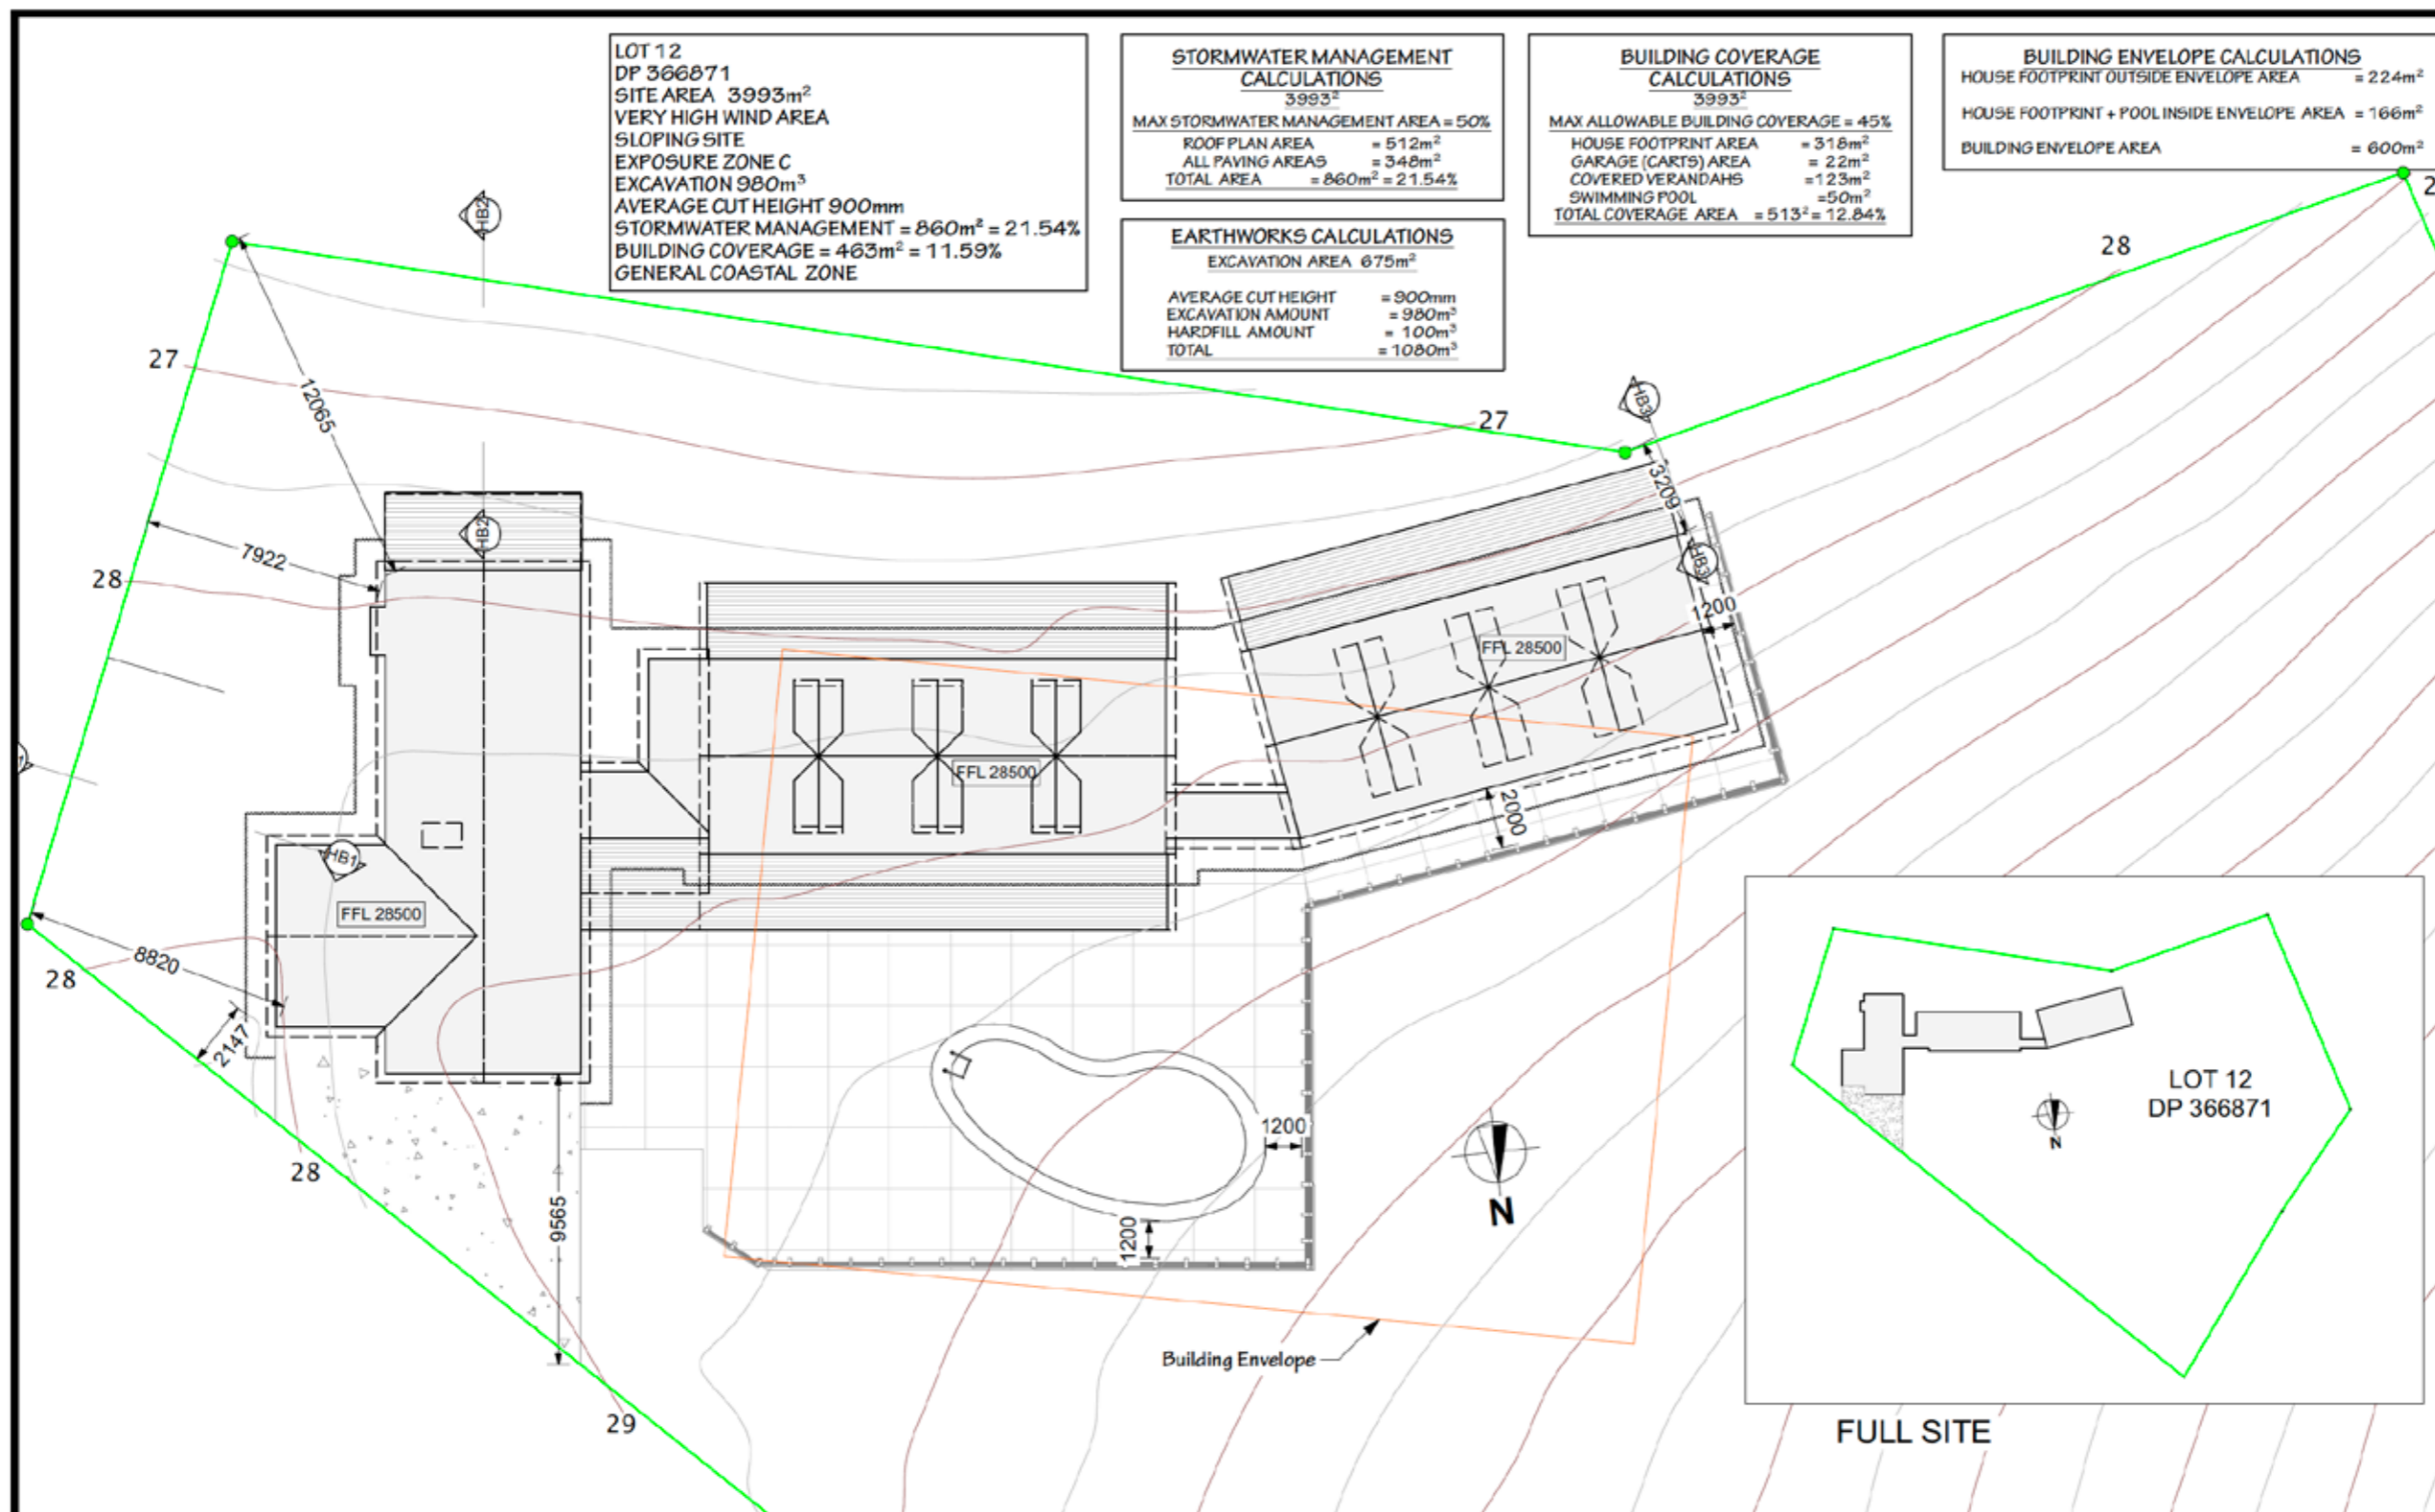 LOT 12
DP 366871
SITE AREA 3993m²
VERY HIGH WIND AREA
SLOPING SITE
EXPOSURE ZONE C
EXCAVATION 980m³
AVERAGE CUT HEIGHT 900mm
STORMWATER MANAGEMENT = 860m² = 21.54%
BUILDING COVERAGE = 463m² = 11.59%
GENERAL COASTAL ZONE
STORMWATER MANAGEMENT
CALCULATIONS
3993²
MAX STORMWATER MANAGEMENT AREA = 50%
ROOF PLAN AREA = 512m²
ALL PAVING AREAS = 348m²
TOTAL AREA = 860m² = 21.54%
EARTHWORKS CALCULATIONS
EXCAVATION AREA 675m²
AVERAGE CUT HEIGHT = 900mm
EXCAVATION AMOUNT = 980m³
HARDFILL AMOUNT = 100m³
TOTAL = 1080m³
BUILDING COVERAGE
CALCULATIONS
3993²
MAX ALLOWABLE BUILDING COVERAGE = 45%
HOUSE FOOTPRINT AREA = 318m²
GARAGE (CARTS) AREA = 22m²
COVERED VERANDAHS =123m²
SWIMMING POOL =50m²
TOTAL COVERAGE AREA = 513² = 12.84%
BUILDING ENVELOPE CALCULATIONS
HOUSE FOOTPRINT OUTSIDE ENVELOPE AREA = 224m²
HOUSE FOOTPRINT + POOL INSIDE ENVELOPE AREA = 166m²
BUILDING ENVELOPE AREA = 600m²
HB2
28
2
27
12065
27
HB3
3209
HB2
7922
28
HB3
1200
FFL 28500
FFL 28500
2000
HB1
FFL 28500
8820
28
2147
28
9565
1200
1200
N
Building Envelope
29
LOT 12
DP 366871
N
FULL SITE